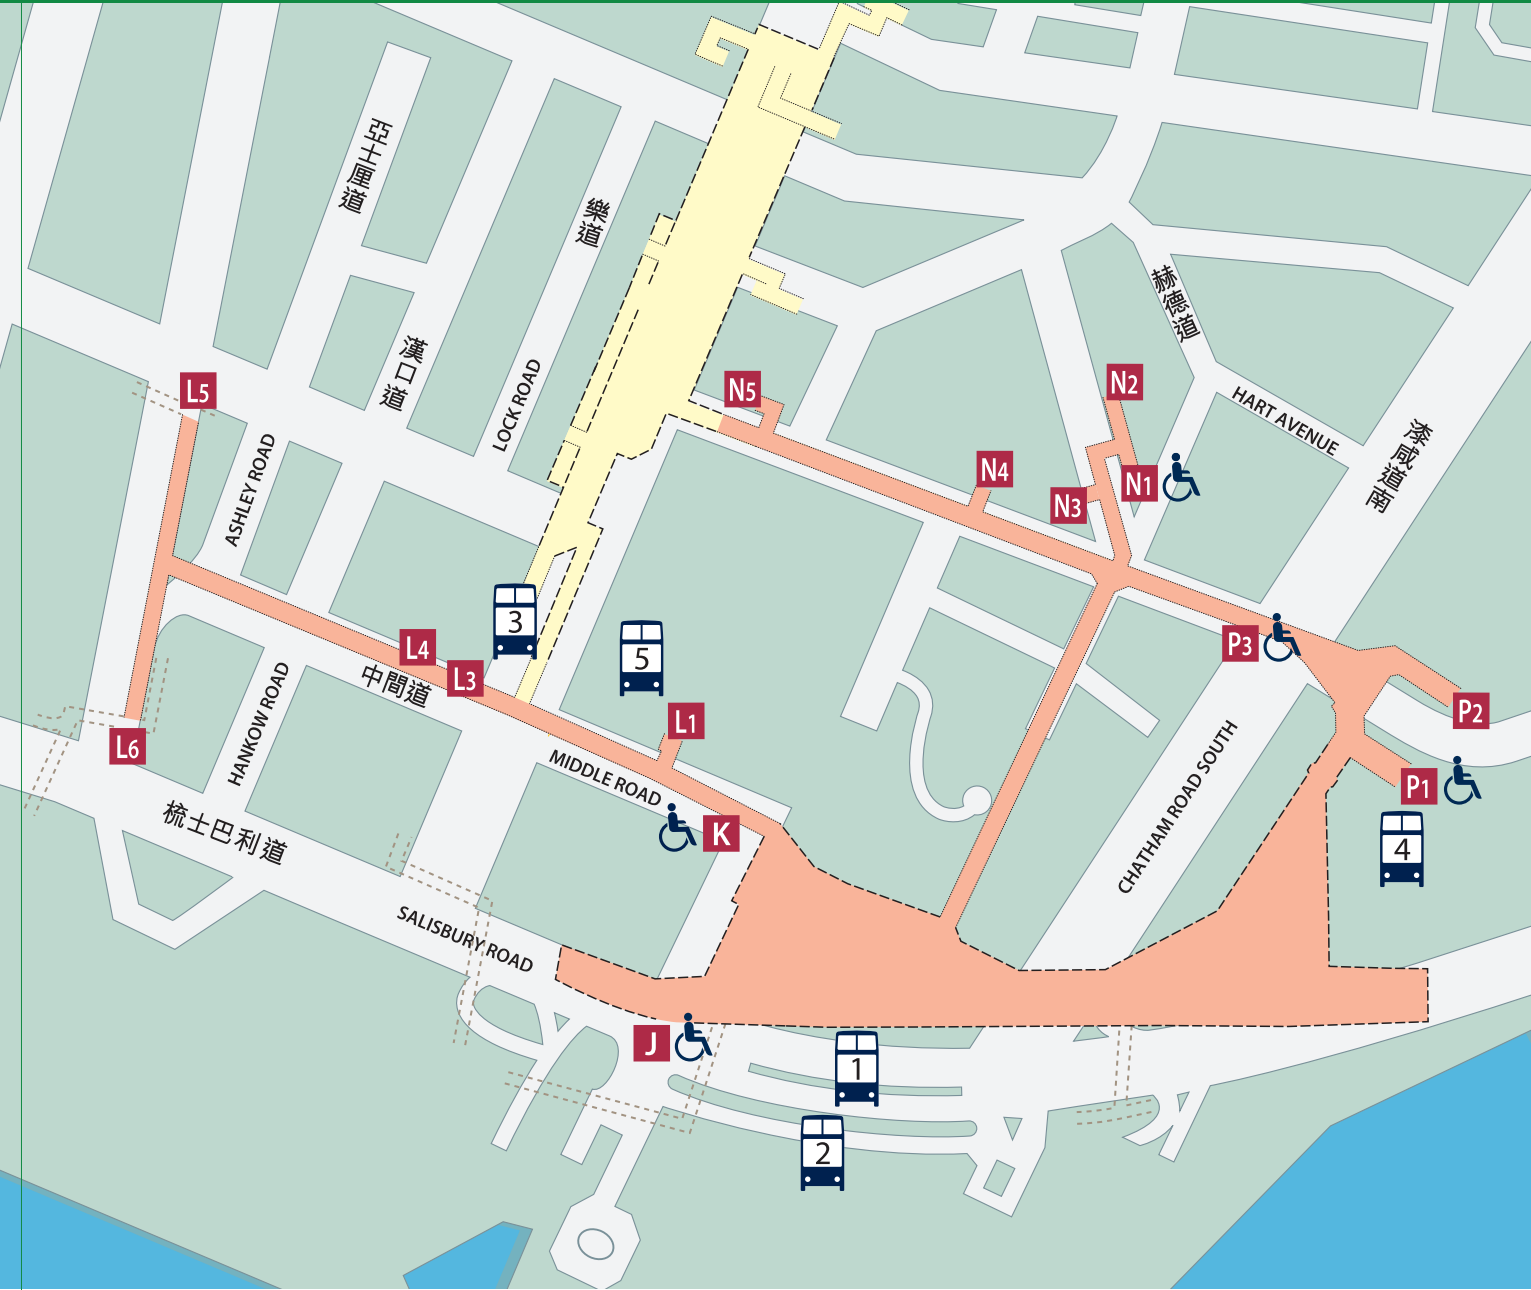 亞士厘道
樂道
赫德道
漢口道
LOCK ROAD
L5
N5
N2
HART AVENUE
漆咸道南
ASHLEY ROAD
N4
N1
N3
3
5
L4
L3
P3
中間道
HANKOW ROAD
L1
P2
L6
MIDDLE ROAD
CHATHAM ROAD SOUTH
P1
梳士巴利道
K
4
SALISBURY ROAD
J
1
2